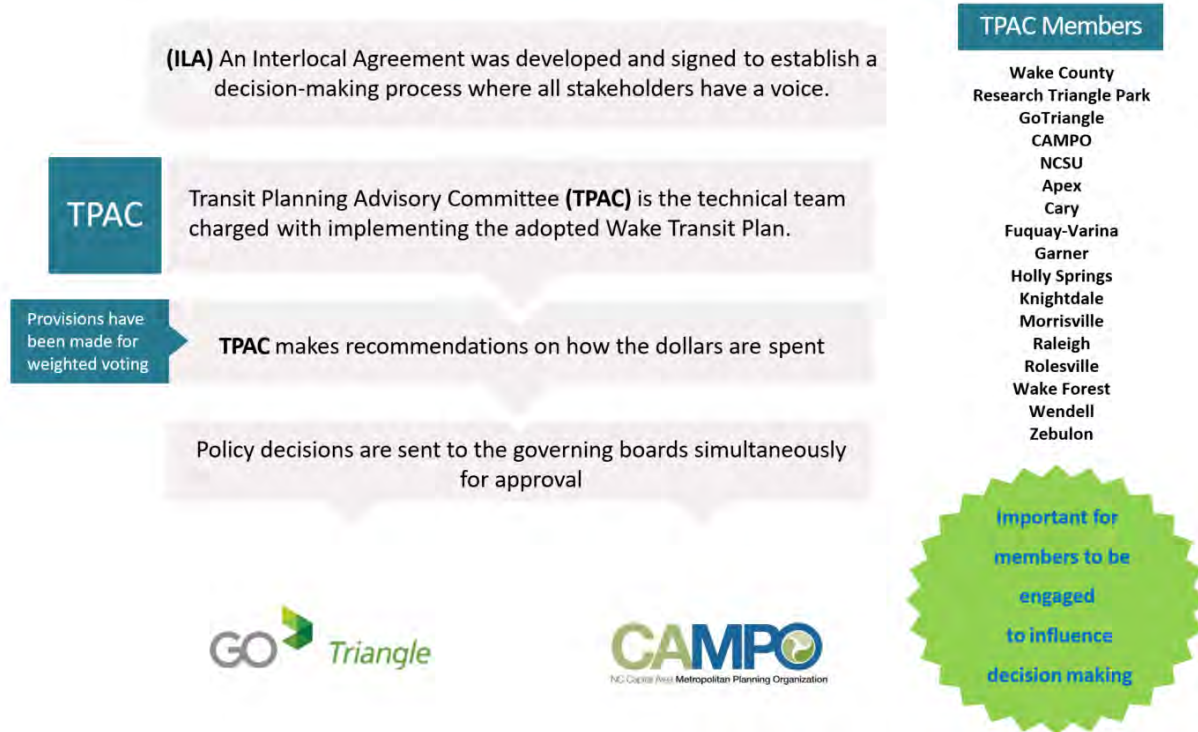 (ILA) An Interlocal Agreement was developed and signed to establish a
decision-making process where all stakeholders have a voice.
TPAC
Transit Planning Advisory Committee (TPAC) is the technical team
charged with implementing the adopted Wake Transit Plan.
Provisions have
been made for
weighted voting
TPAC makes recommendations on how the dollars are spent
Policy decisions are sent to the governing boards simultaneously
for approval
GO Triangle
CAMPO
NC Capital Area Metropolitan Planning Organization
TPAC Members
Wake County
Research Triangle Park
GoTriangle
CAMPO
NCSU
Apex
Cary
Fuquay-Varina
Garner
Holly Springs
Knightdale
Morrisville
Raleigh
Rolesville
Wake Forest
Wendell
Zebulon
Important for
members to be
engaged
to influence
decision making